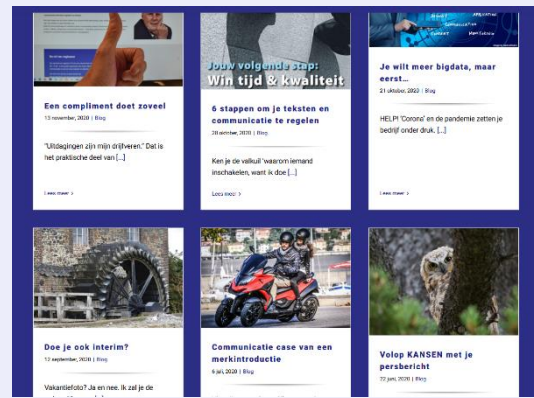 Jouw volgende stap:
Win tijd & kwaliteit
Een compliment doet zoveel
13 november, 2020 | Blog
"Uitdagingen zijn mijn drijfveren." Dat is
het praktische deel van [...]
Lees meer >
6 stappen om je teksten en
communicatie te regelen
28 oktober, 2020 | Blog
Ken je de valkuil 'waarom iemand
inschakelen, want ik doe [...]
Lees meer >
Je wilt meer bigdata, maar
eerst…
21 oktober, 2020 | Blog
HELP! 'Corona' en de pandemie zetten je
bedrijf onder druk. [...]
Lees meer >
Doe je ook interim?
12 september, 2020 | Blog
Vakantiefoto? Ja en nee. Ik zal je de
Communicatie case van een
merkintroductie
6 juli, 2020 | Blog
Volop KANSEN met je
persbericht
22 juni, 2020 | Blog